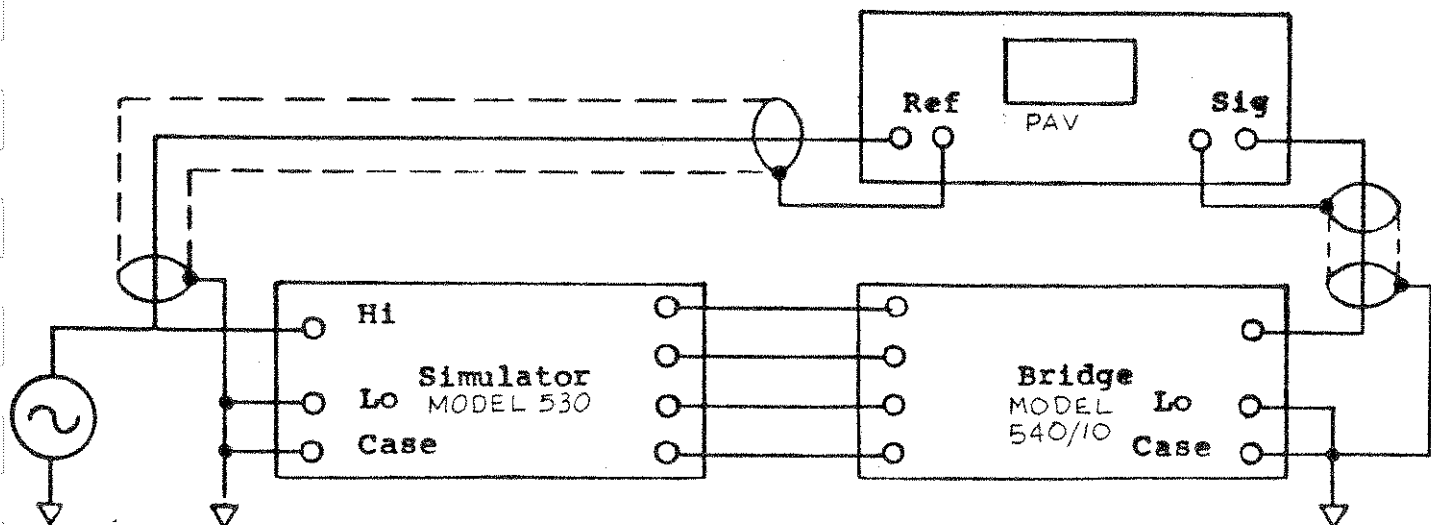 Ref
Sig
PAV
Hi
Simulator
MODEL 530
Lo
Case
Bridge
MODEL
540/10
Lo
Case